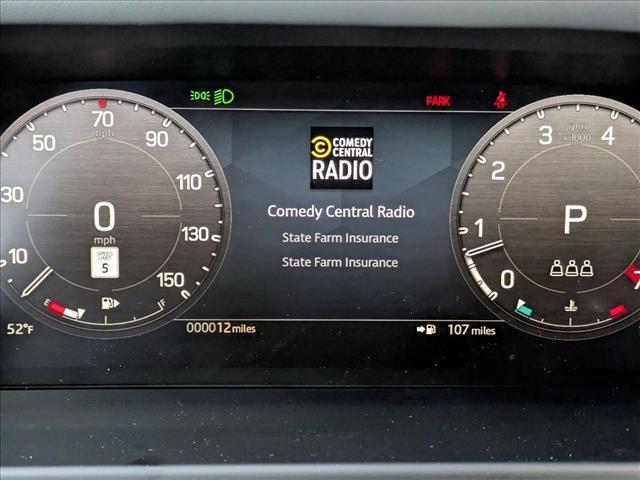 PARK
70
mph
50
90
30
110
10
130
150
0
mph
SPEED
LIMIT
5
E
F
52°F
000012 miles
COMEDY
CENTRAL
RADIO
Comedy Central Radio
State Farm Insurance
State Farm Insurance
107 miles
3
rpm
x1000
4
2
1
0
P
7